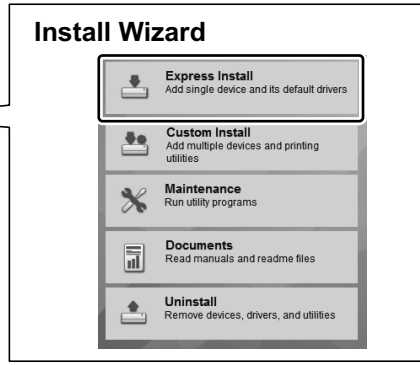 Install Wizard
Express Install
Add single device and its default drivers
Custom Install
Add multiple devices and printing
utilities
Maintenance
Run utility programs
Documents
Read manuals and readme files
Uninstall
Remove devices, drivers, and utilities